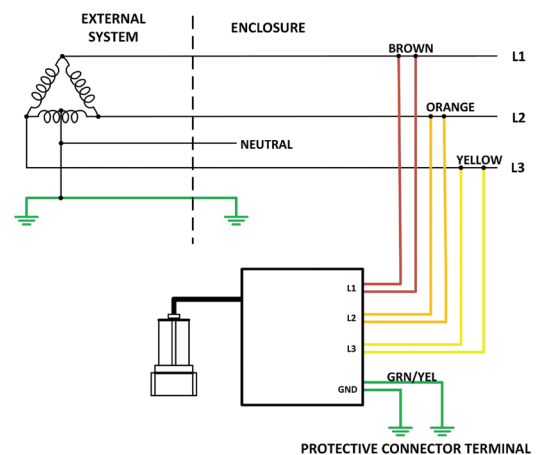 EXTERNAL
SYSTEM
ENCLOSURE
BROWN
L1
ORANGE
L2
NEUTRAL
YELLOW
L3
L1
L2
L3
GRN/YEL
GND
PROTECTIVE CONNECTOR TERMINAL